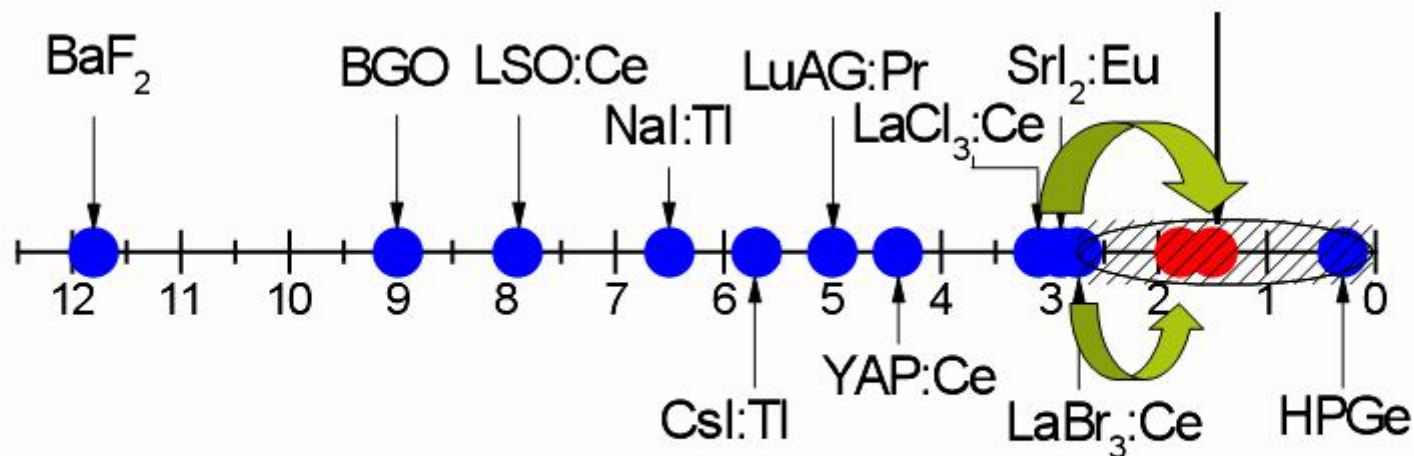 BaF₂
BGO
LSO:Ce
NaI:Tl
LuAG:Pr
LaCl₃:Ce
SrI₂:Eu
12 11 10 9 8 7 6 5 4 3 2 1 0
CsI:Tl
YAP:Ce
LaBr₃:Ce
HPGe